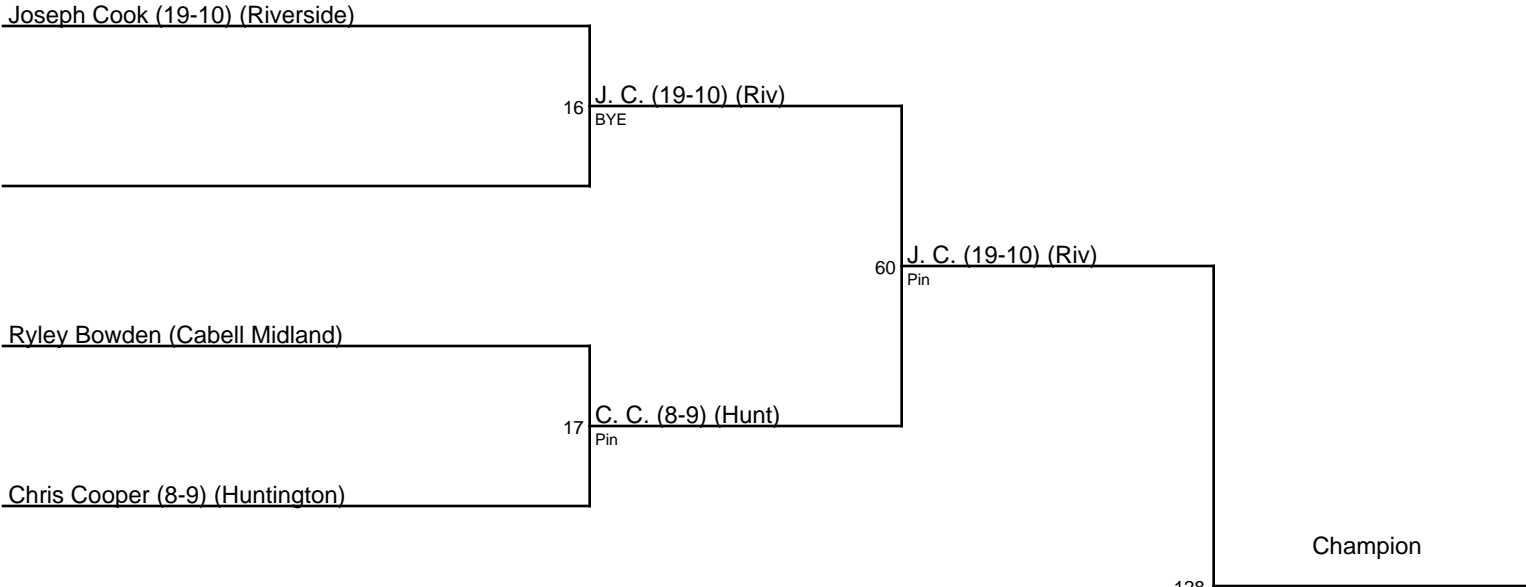 Joseph Cook (19-10) (Riverside)
16
J. C. (19-10) (Riv)
BYE
60
J. C. (19-10) (Riv)
Pin
Ryley Bowden (Cabell Midland)
17
C. C. (8-9) (Hunt)
Pin
Chris Cooper (8-9) (Huntington)
Champion
128